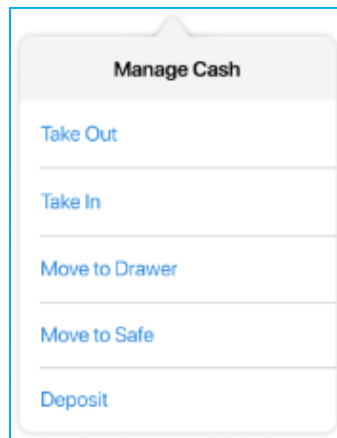 Manage Cash
Take Out
Take In
Move to Drawer
Move to Safe
Deposit